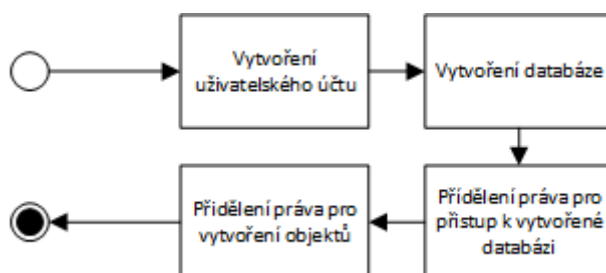 Vytvoření
uživatelského účtu
Vytvoření databáze
Přidělení práva pro
přístup k vytvořené
databázi
Přidělení práva pro
vytvoření objektů